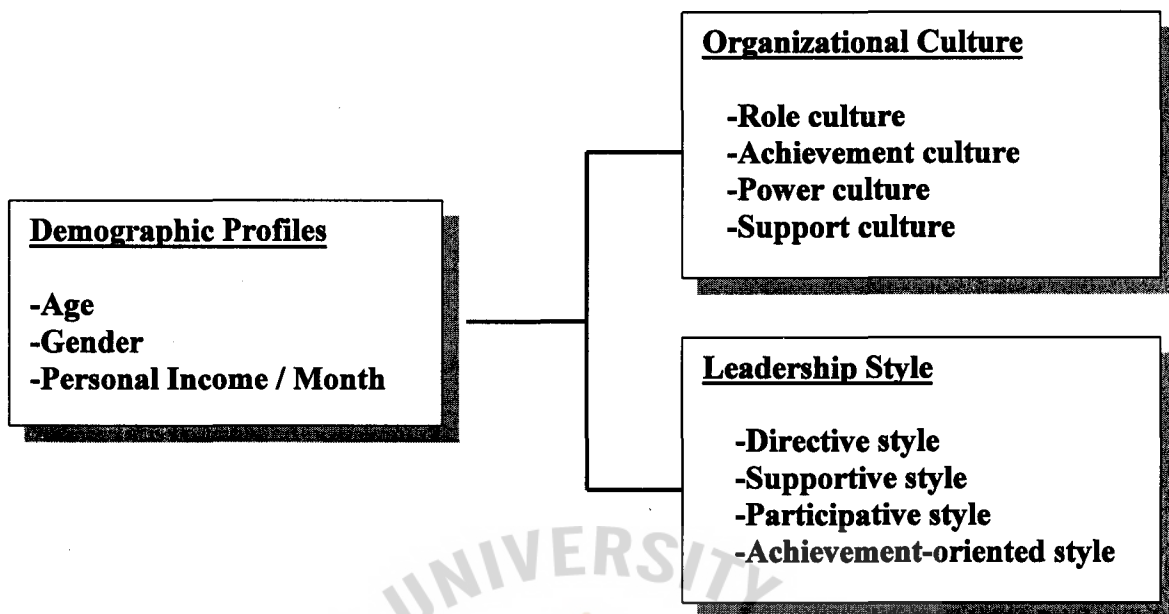 Demographic Profiles
-Age
-Gender
-Personal Income / Month
Organizational Culture
-Role culture
-Achievement culture
-Power culture
-Support culture
Leadership Style
-Directive style
-Supportive style
-Participative style
-Achievement-oriented style
UNIVERSITY